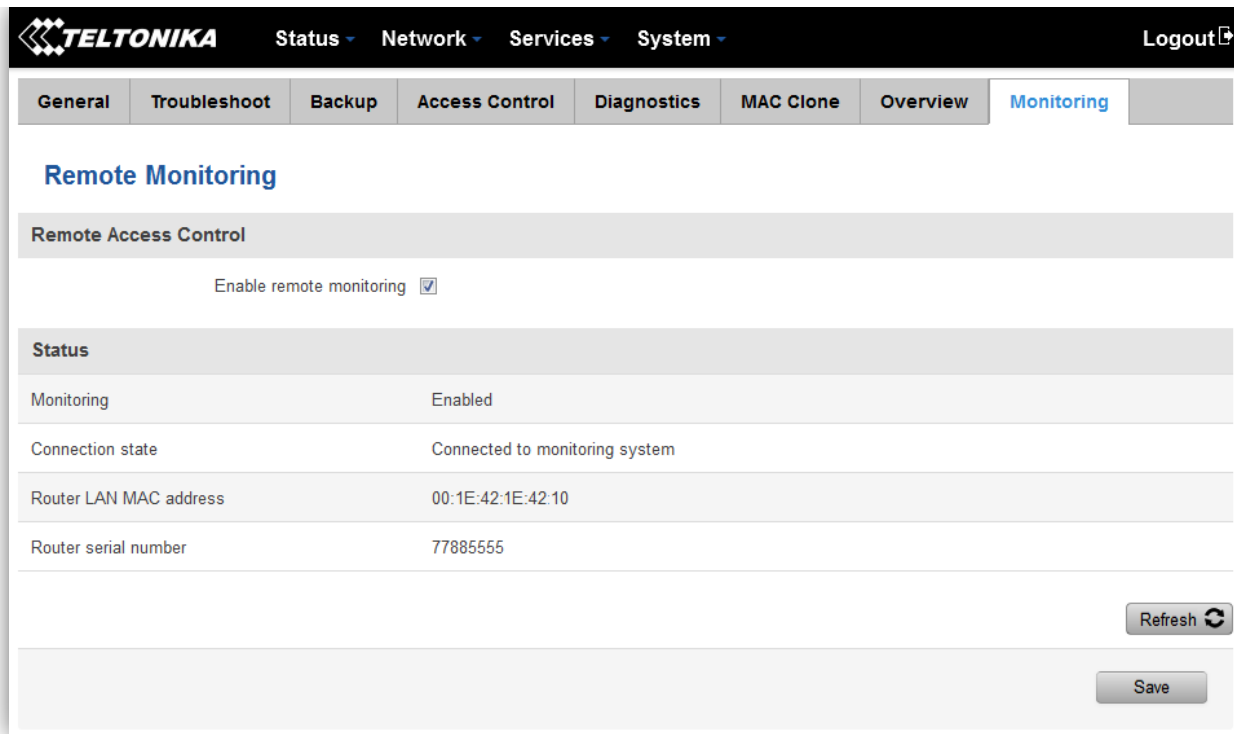 TELTONIKA Status Network Services System Logout
General Troubleshoot Backup Access Control Diagnostics MAC Clone Overview Monitoring
Remote Monitoring
Remote Access Control
Enable remote monitoring
Status
Monitoring Enabled
Connection state Connected to monitoring system
Router LAN MAC address 00:1E:42:1E:42:10
Router serial number 77885555
Refresh
Save